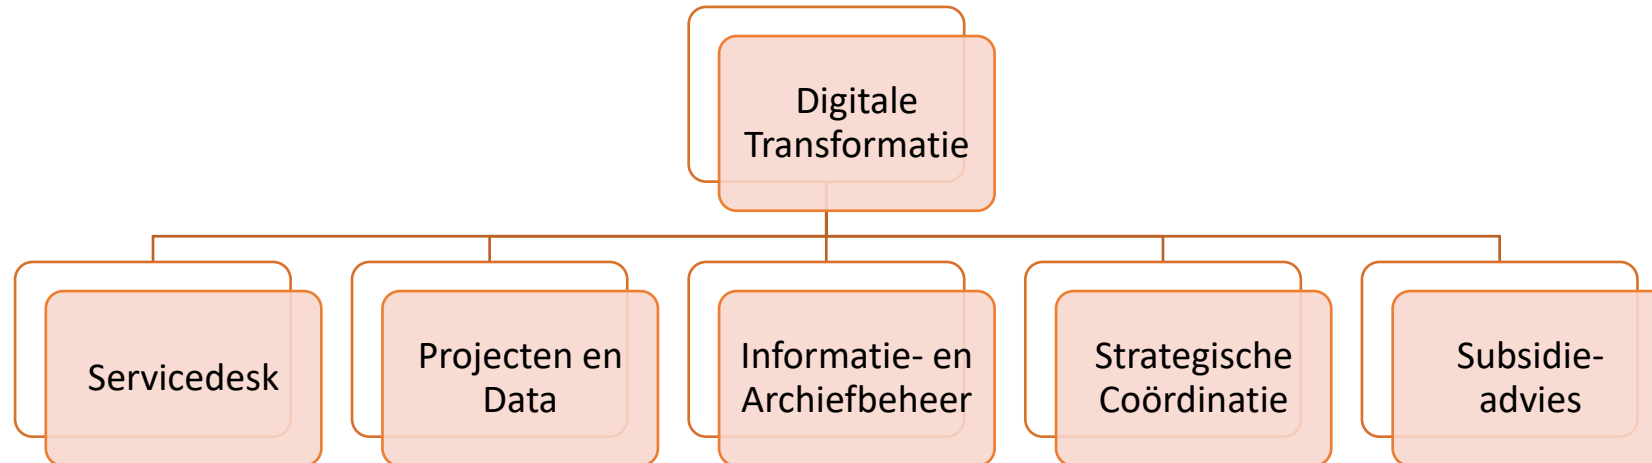 Digitale
Transformatie
Servicedesk
Projecten en
Data
Informatie- en
Archiefbeheer
Strategische
Coördinatie
Subsidie-
advies